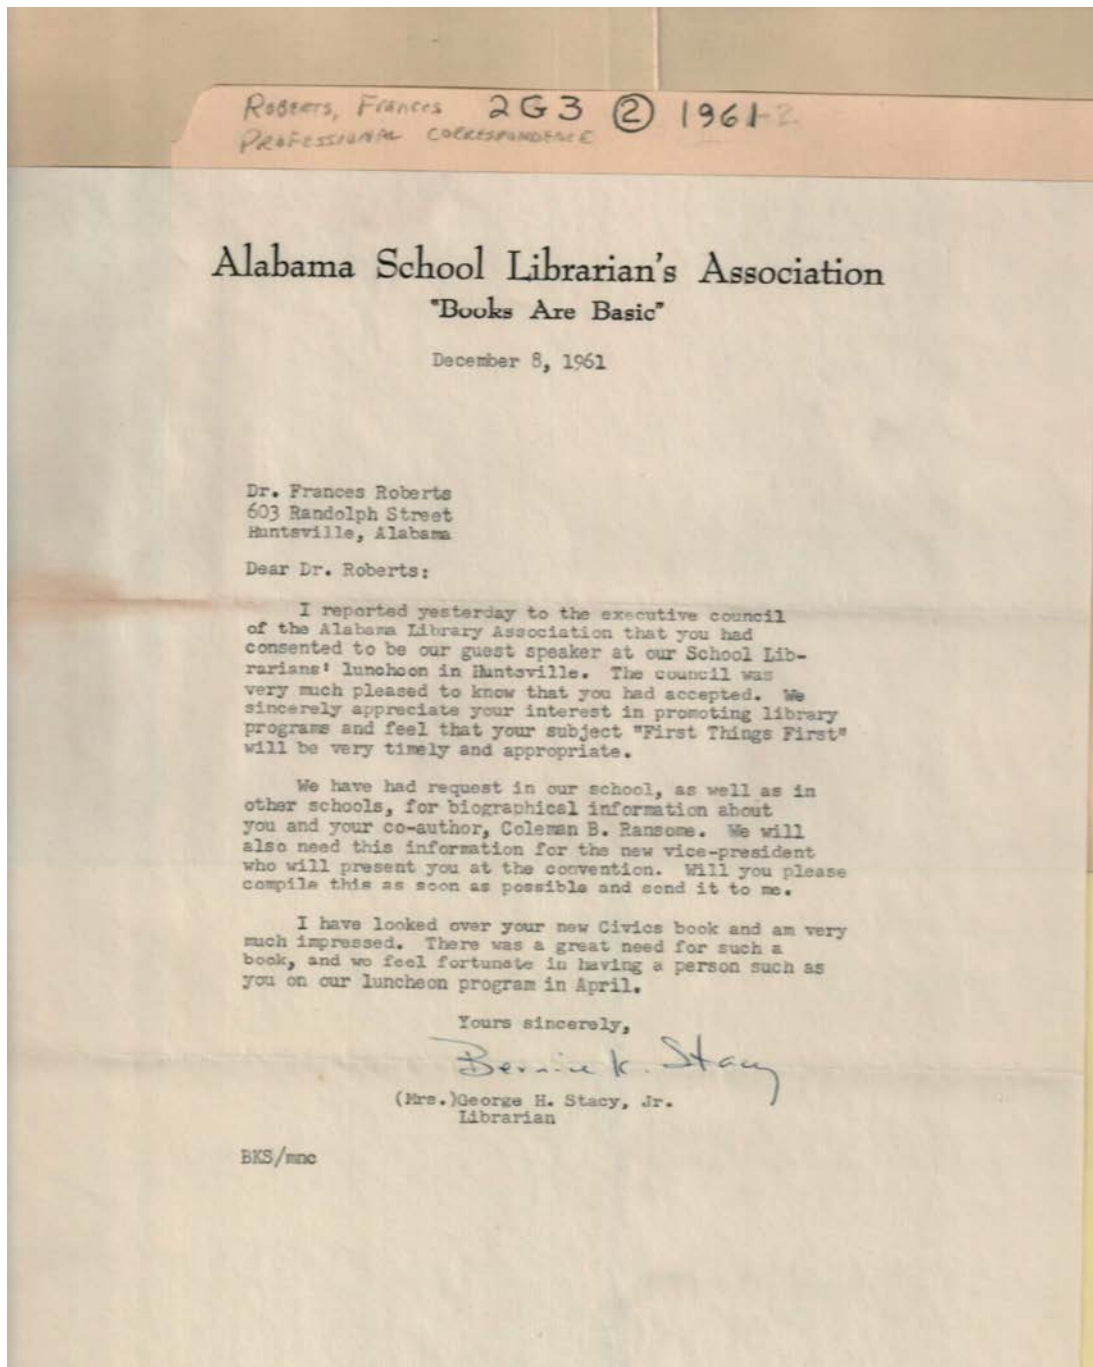 Roberts, Frances 2G3 ② 1961-2
Professional Correspondence
Alabama School Librarian's Association
"Books Are Basic"
December 8, 1961
Dr. Frances Roberts
603 Randolph Street
Huntsville, Alabama
Dear Dr. Roberts:
I reported yesterday to the executive council
of the Alabama Library Association that you had
consented to be our guest speaker at our School Lib-
rarians' luncheon in Huntsville. The council was
very much pleased to know that you had accepted. We
sincerely appreciate your interest in promoting library
programs and feel that your subject "First Things First"
will be very timely and appropriate.
We have had request in our school, as well as in
other schools, for biographical information about
you and your co-author, Coleman B. Ransome. We will
also need this information for the new vice-president
who will present you at the convention. Will you please
compile this as soon as possible and send it to me.
I have looked over your new Civics book and am very
much impressed. There was a great need for such a
book, and we feel fortunate in having a person such as
you on our luncheon program in April.
Yours sincerely,
Bernice K. Stacy
(Mrs.)George H. Stacy, Jr.
Librarian
BKS/mnc